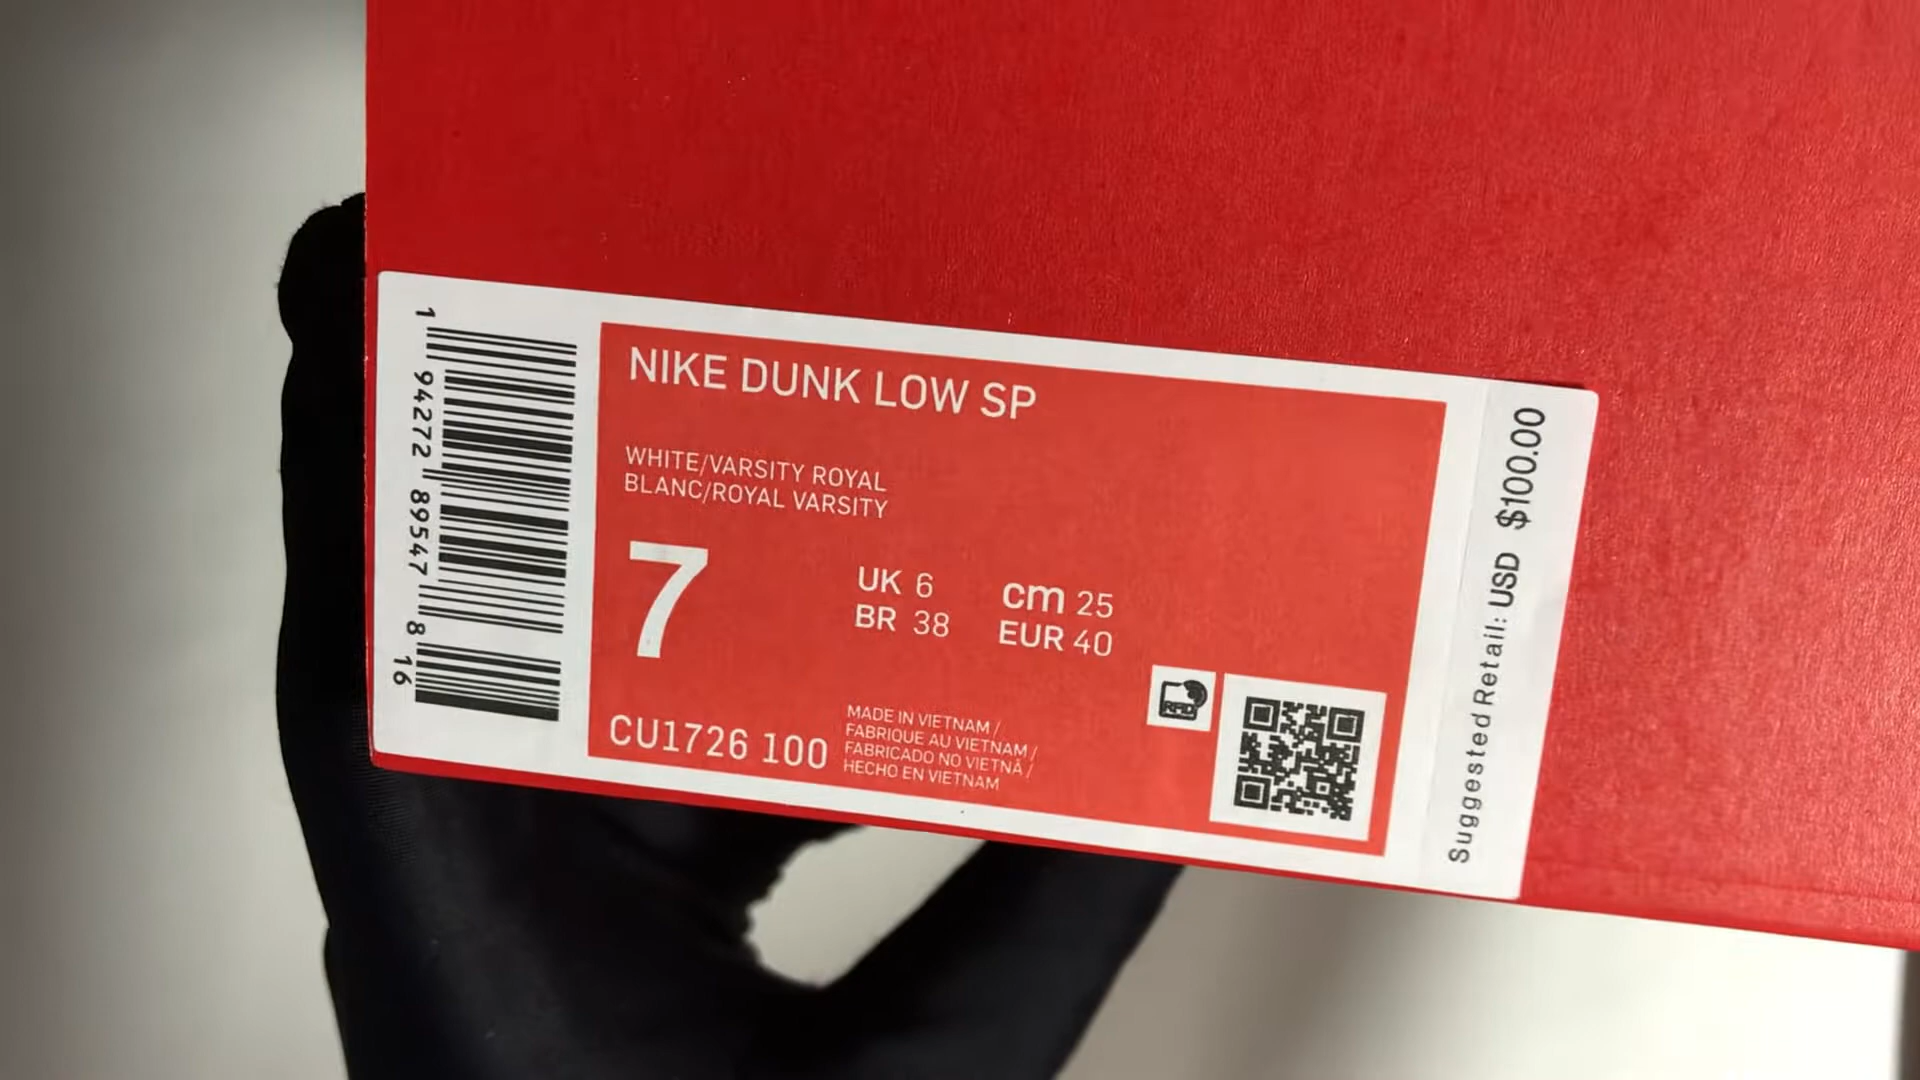 1 94272 89547 8 16
NIKE DUNK LOW SP
WHITE/VARSITY ROYAL
BLANC/ROYAL VARSITY
7
UK 6
BR 38
cm 25
EUR 40
CU1726 100
MADE IN VIETNAM /
FABRIQUE AU VIETNAM /
FABRICADO NO VIETNÃ /
HECHO EN VIETNAM
RFID
Suggested Retail: USD $100.00